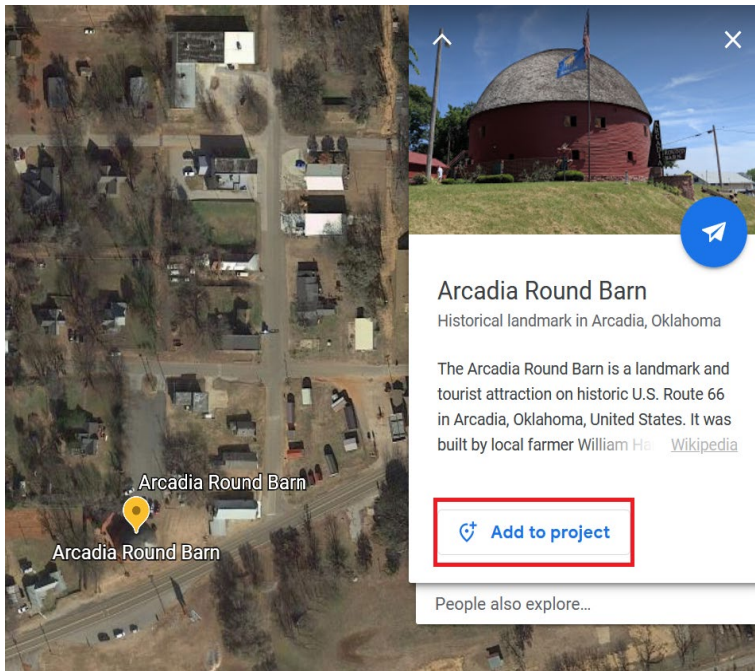 Arcadia Round Barn
Arcadia Round Barn
Arcadia Round Barn
Historical landmark in Arcadia, Oklahoma
The Arcadia Round Barn is a landmark and
tourist attraction on historic U.S. Route 66
in Arcadia, Oklahoma, United States. It was
built by local farmer William Wikipedia
Add to project
People also explore…